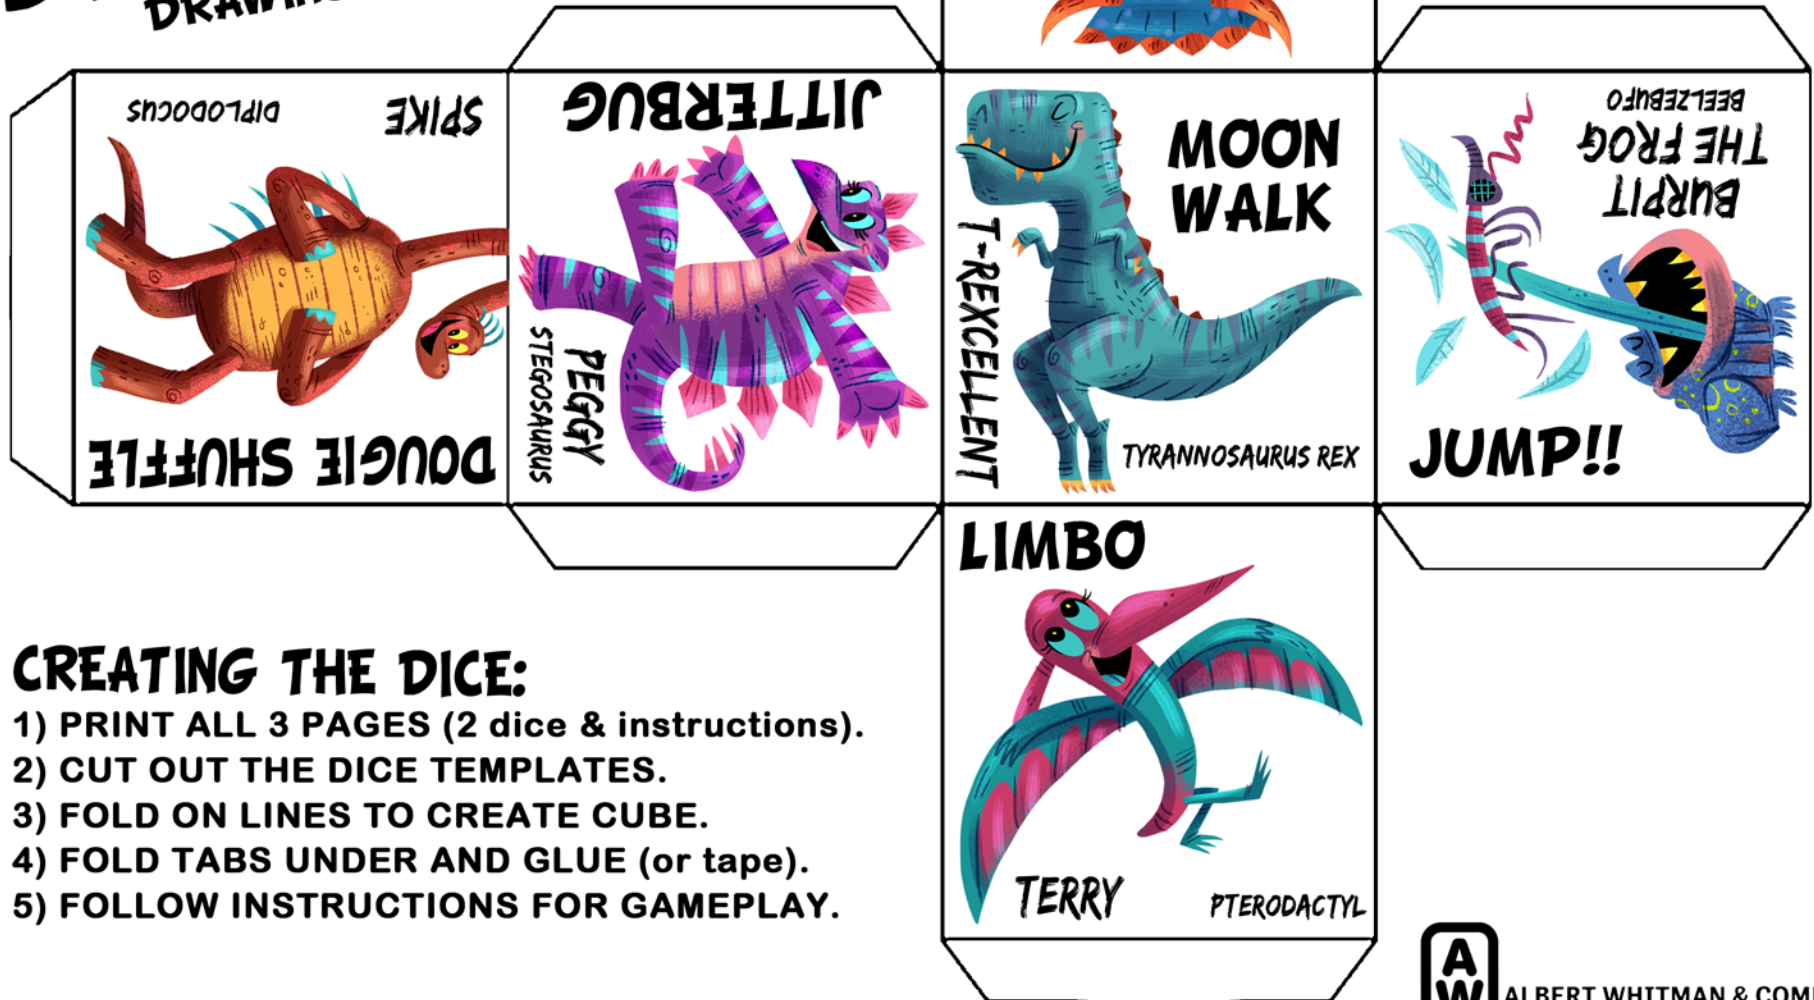 DIPLODOCUS
SPIKE
DOUGIE SHUFFLE
JITTERBUG
PEGGY
STEGOSAURUS
MOON
WALK
T-REXCELLENT
TYRANNOSAURUS REX
BURPIT
THE FROG
BEELZEBUFO
JUMP!!
LIMBO
TERRY
PTERODACTYL
CREATING THE DICE:
1) PRINT ALL 3 PAGES (2 dice & instructions).
2) CUT OUT THE DICE TEMPLATES.
3) FOLD ON LINES TO CREATE CUBE.
4) FOLD TABS UNDER AND GLUE (or tape).
5) FOLLOW INSTRUCTIONS FOR GAMEPLAY.
AW
ALBERT WHITMAN & COM